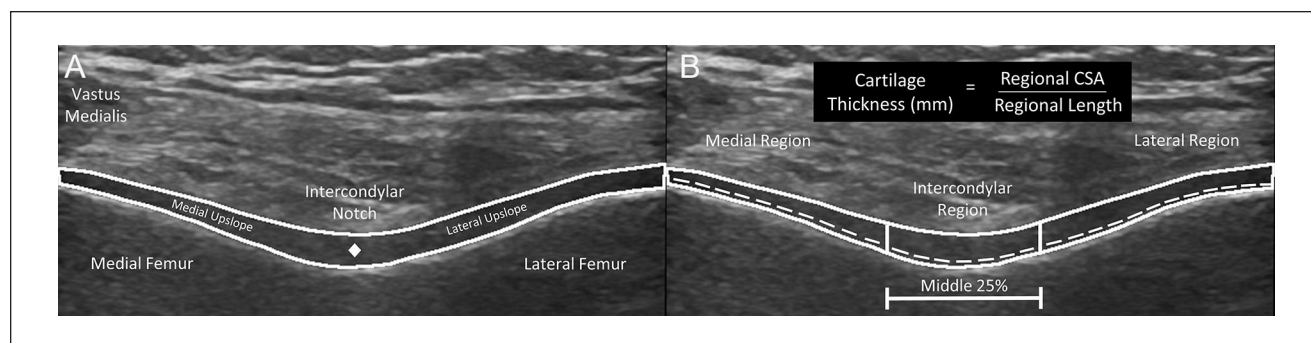 A
Vastus
Medialis
Intercondylar
Notch
Medial Upslope
Lateral Upslope
Medial Femur
Lateral Femur
B
Cartilage
Thickness (mm)
=
Regional CSA
Regional Length
Medial Region
Lateral Region
Intercondylar
Region
Middle 25%